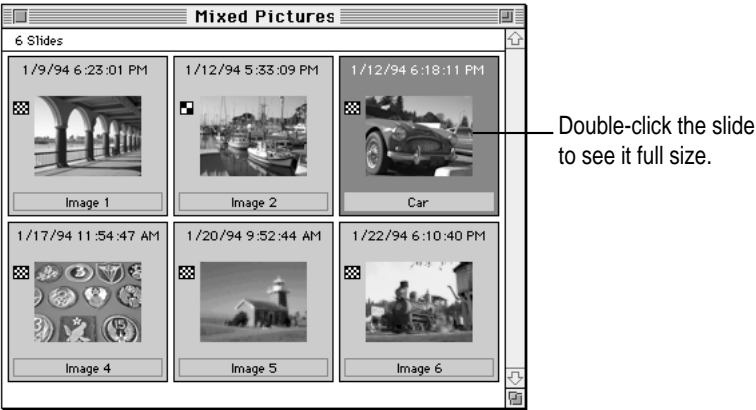 Mixed Pictures
6 Slides
1/9/94 6:23:01 PM
1/12/94 5:33:09 PM
1/12/94 6:18:11 PM
Image 1
Image 2
Car
Double-click the slide
to see it full size.
1/17/94 11:54:47 AM
1/20/94 9:52:44 AM
1/22/94 6:10:40 PM
Image 4
Image 5
Image 6